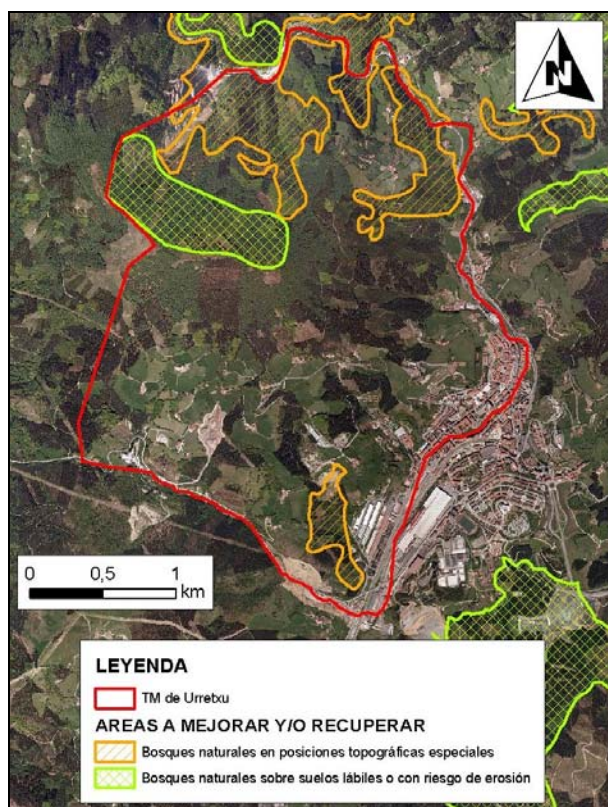 N
0 0,5 1
km
LEYENDA
TM de Urretxu
AREAS A MEJORAR Y/O RECUPERAR
Bosques naturales en posiciones topográficas especiales
Bosques naturales sobre suelos lábiles o con riesgo de erosión